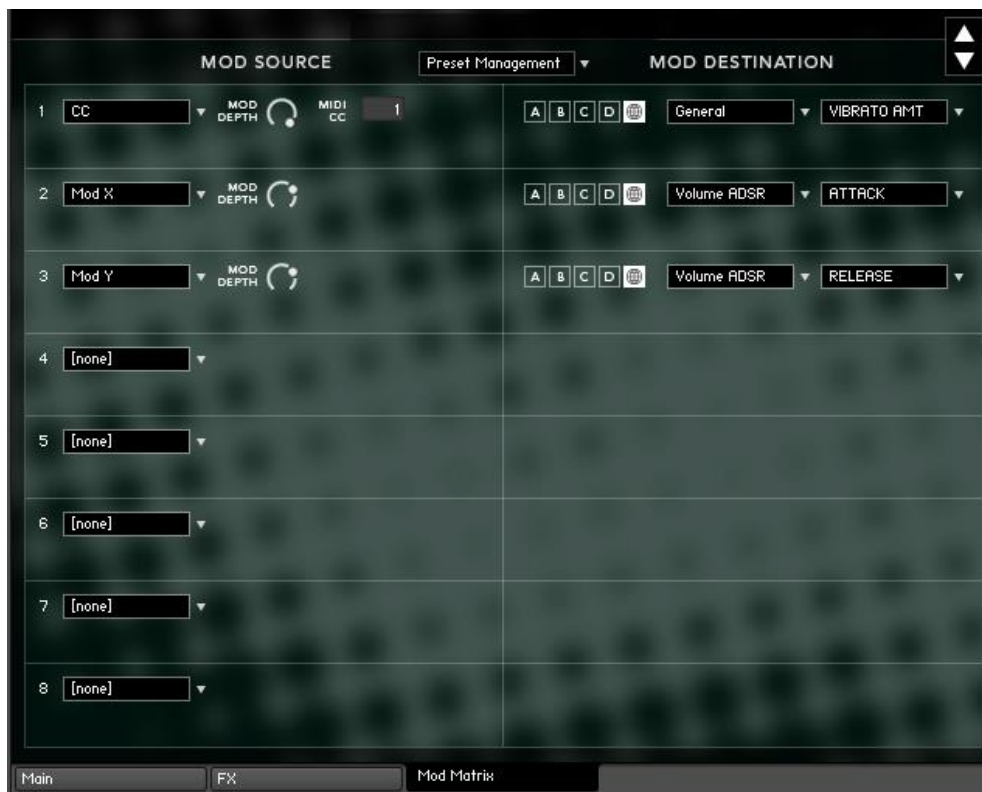 MOD SOURCE Preset Management MOD DESTINATION
1 CC MOD DEPTH MIDI CC 1 A B C D General VIBRATO AMT
2 Mod X MOD DEPTH A B C D Volume ADSR ATTACK
3 Mod Y MOD DEPTH A B C D Volume ADSR RELEASE
4 [none]
5 [none]
6 [none]
7 [none]
8 [none]
Main FX Mod Matrix